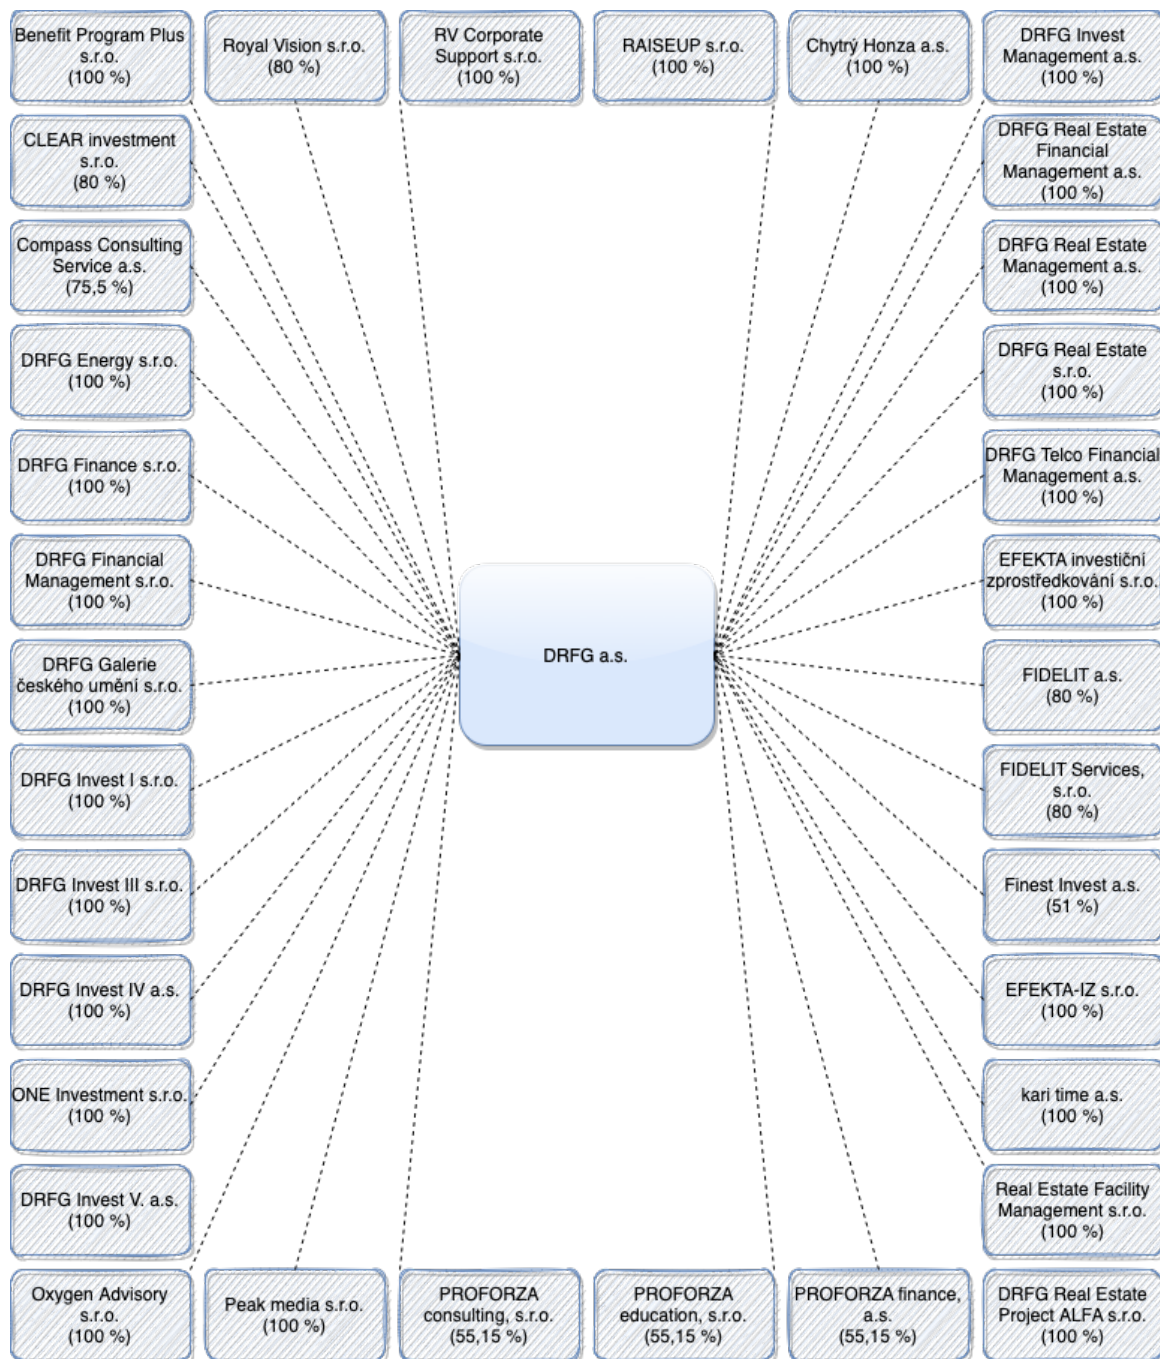 Benefit Program Plus
s.r.o.
(100 %)
Royal Vision s.r.o.
(80 %)
RV Corporate
Support s.r.o.
(100 %)
RAISEUP s.r.o.
(100 %)
Chytrý Honza a.s.
(100 %)
DRFG Invest
Management a.s.
(100 %)
CLEAR investment
s.r.o.
(80 %)
DRFG Real Estate
Financial
Management a.s.
(100 %)
Compass Consulting
Service a.s.
(75,5 %)
DRFG Real Estate
Management a.s.
(100 %)
DRFG Energy s.r.o.
(100 %)
DRFG Real Estate
s.r.o.
(100 %)
DRFG Finance s.r.o.
(100 %)
DRFG Telco Financial
Management a.s.
(100 %)
DRFG Financial
Management s.r.o.
(100 %)
EFEKTA investiční
zprostředkování s.r.o.
(100 %)
DRFG a.s.
DRFG Galerie
českého umění s.r.o.
(100 %)
FIDELIT a.s.
(80 %)
DRFG Invest I s.r.o.
(100 %)
FIDELIT Services,
s.r.o.
(80 %)
DRFG Invest III s.r.o.
(100 %)
Finest Invest a.s.
(51 %)
DRFG Invest IV a.s.
(100 %)
EFEKTA-IZ s.r.o.
(100 %)
ONE Investment s.r.o.
(100 %)
kari time a.s.
(100 %)
DRFG Invest V. a.s.
(100 %)
Real Estate Facility
Management s.r.o.
(100 %)
Oxygen Advisory
s.r.o.
(100 %)
Peak media s.r.o.
(100 %)
PROFORZA
consulting, s.r.o.
(55,15 %)
PROFORZA
education, s.r.o.
(55,15 %)
PROFORZA finance,
a.s.
(55,15 %)
DRFG Real Estate
Project ALFA s.r.o.
(100 %)